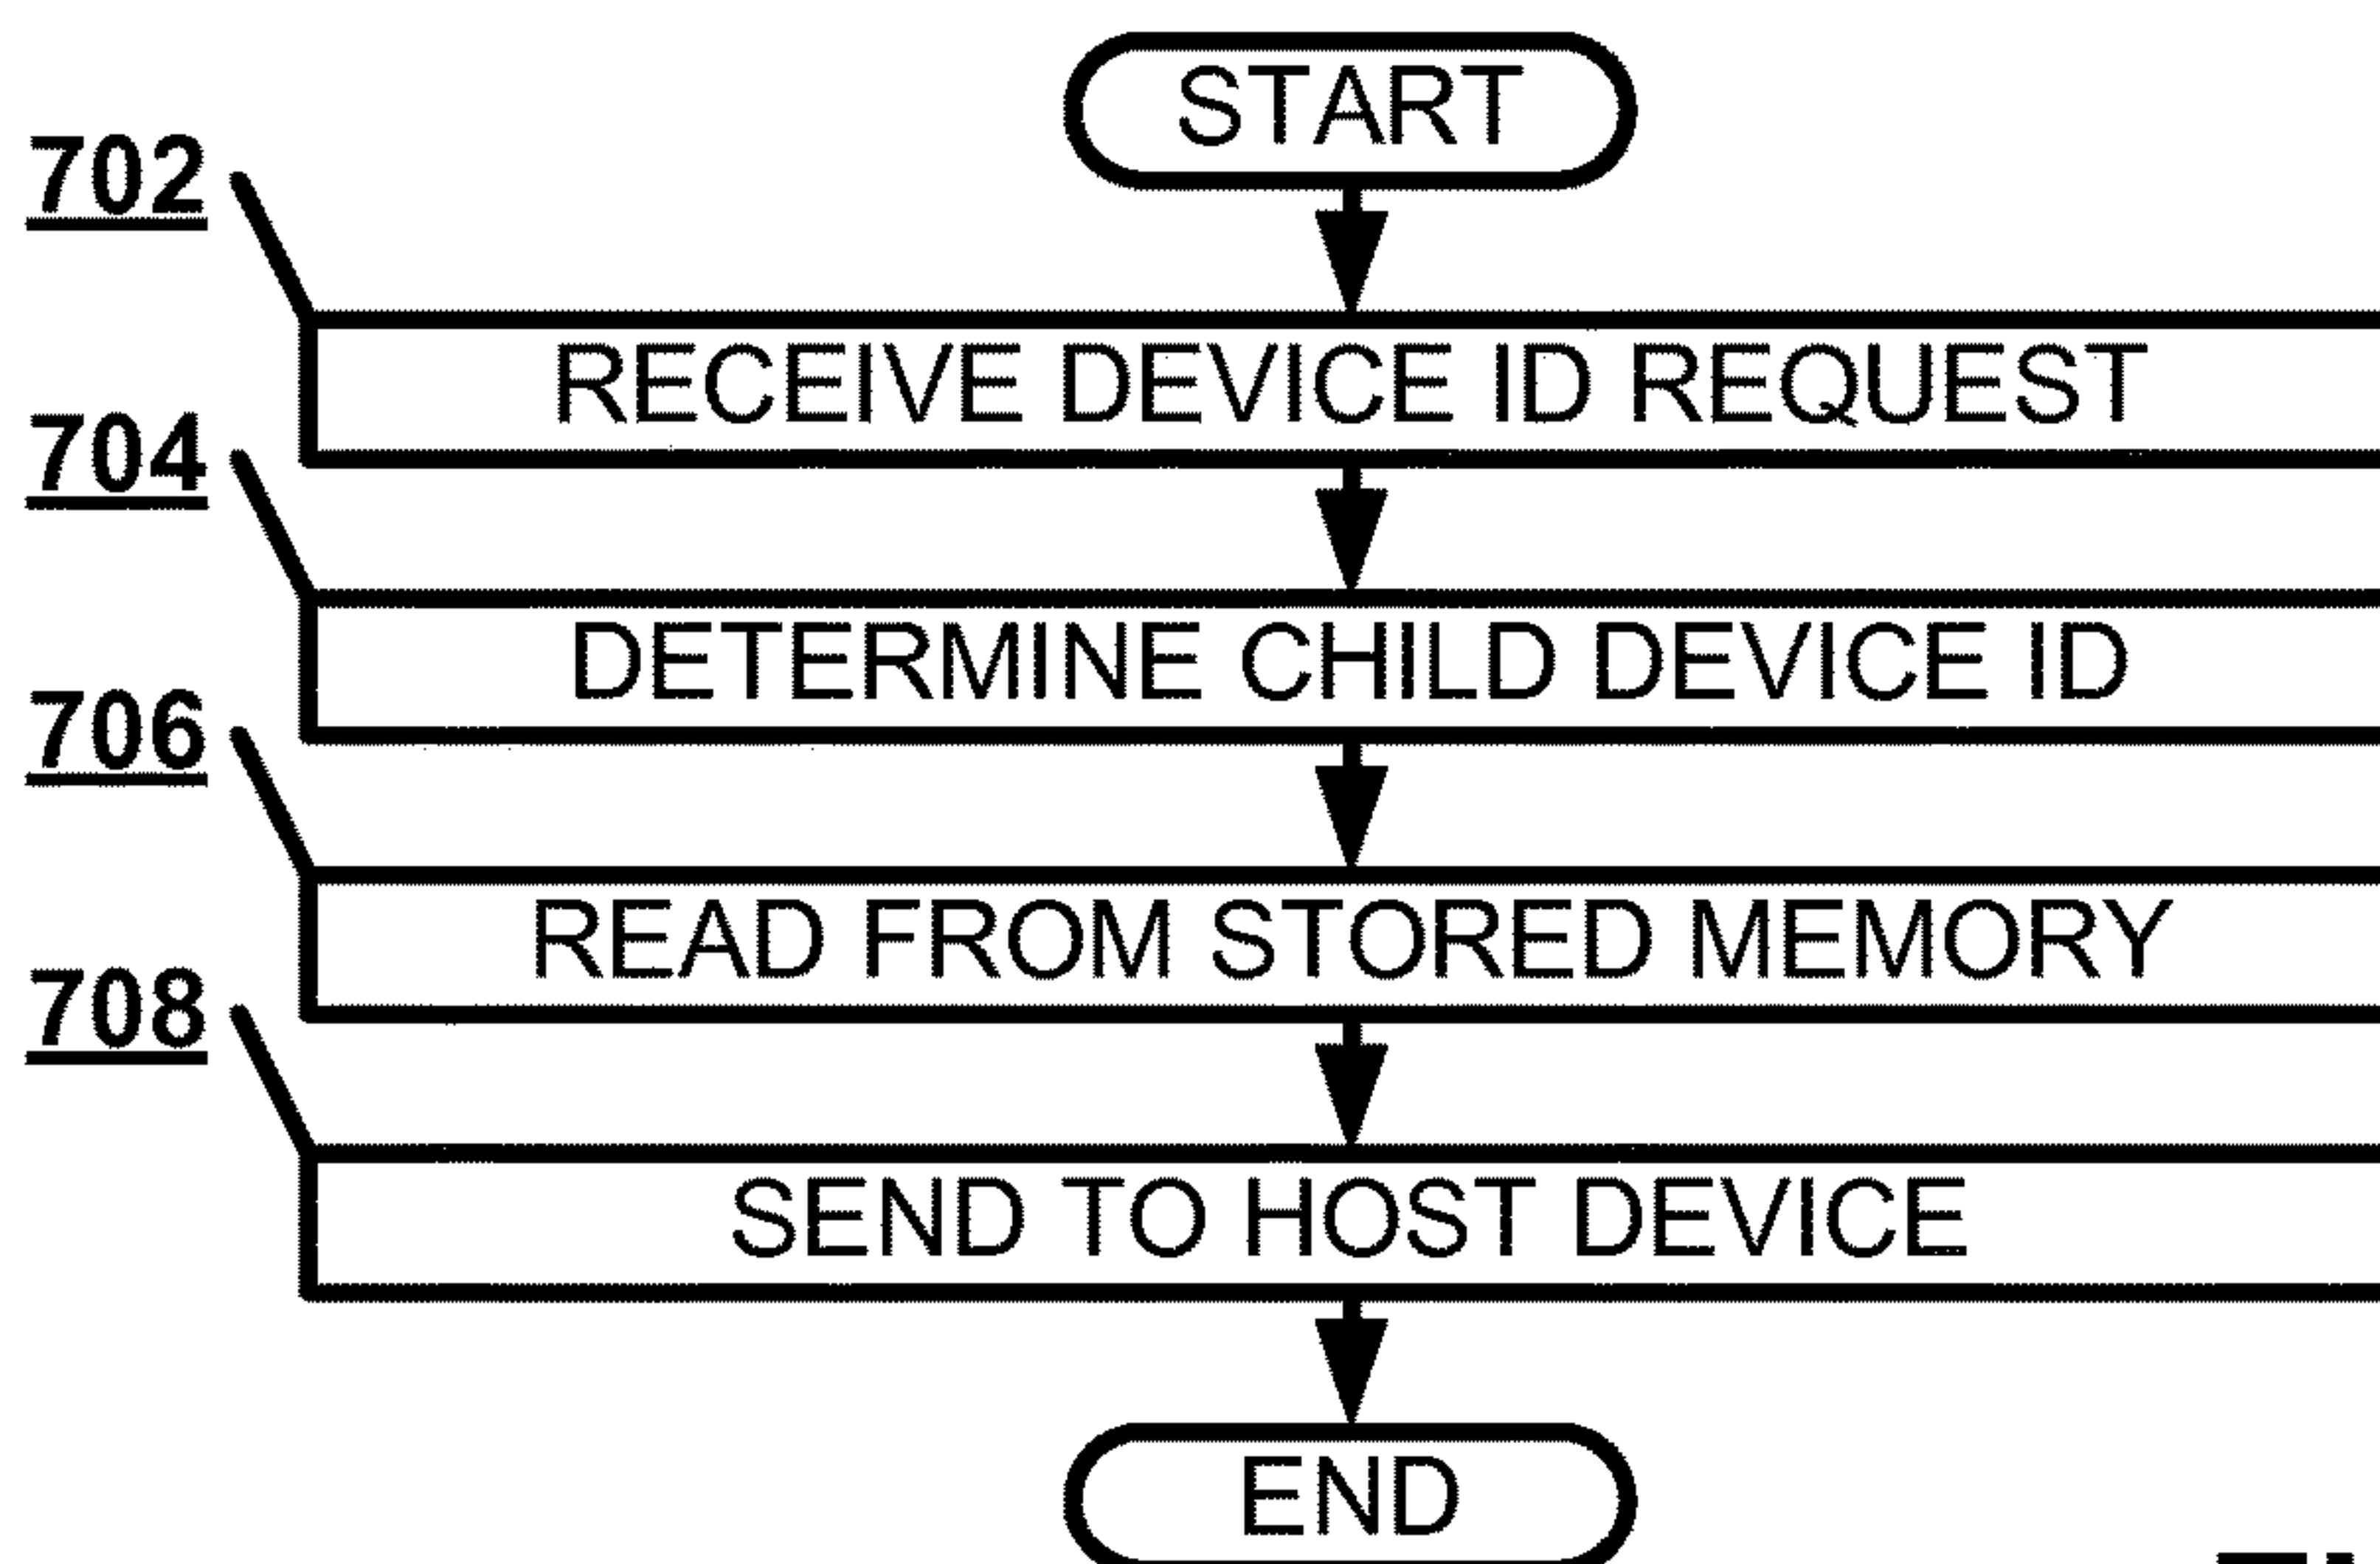 START
702
RECEIVE DEVICE ID REQUEST
704
DETERMINE CHILD DEVICE ID
706
READ FROM STORED MEMORY
708
SEND TO HOST DEVICE
END